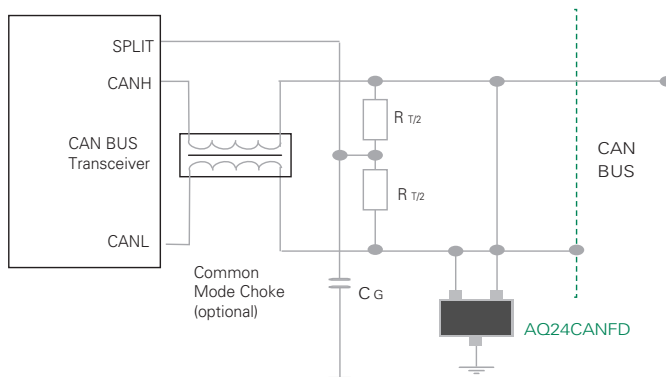 SPLIT
CANH
CAN BUS
Transceiver
CANL
Common
Mode Choke
(optional)
R T/2
R T/2
C G
CAN
BUS
AQ24CANFD